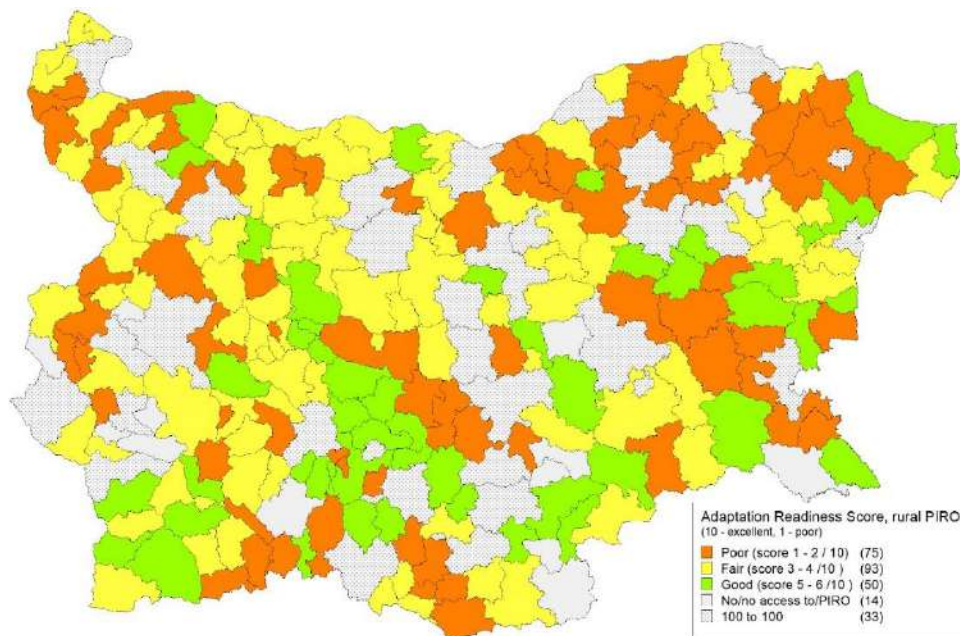 Adaptation Readiness Score, rural PIRO
(10 - excellent, 1 - poor)
Poor (score 1 - 2 / 10) (75)
Fair (score 3 - 4 /10 ) (93)
Good (score 5 - 6 /10 ) (50)
No/no access to/PIRO (14)
100 to 100 (33)